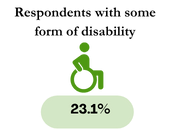 Respondents with some
form of disability
23.1%